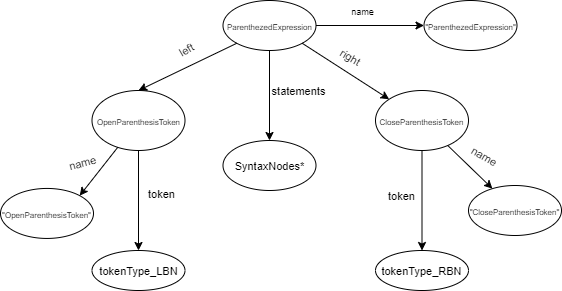 name
ParenthezedExpression
"ParenthezedExpression"
left
right
statements
OpenParenthesisToken
CloseParenthesisToken
name
SyntaxNodes*
name
token
token
"OpenParenthesisToken"
"CloseParenthesisToken"
tokenType_LBN
tokenType_RBN